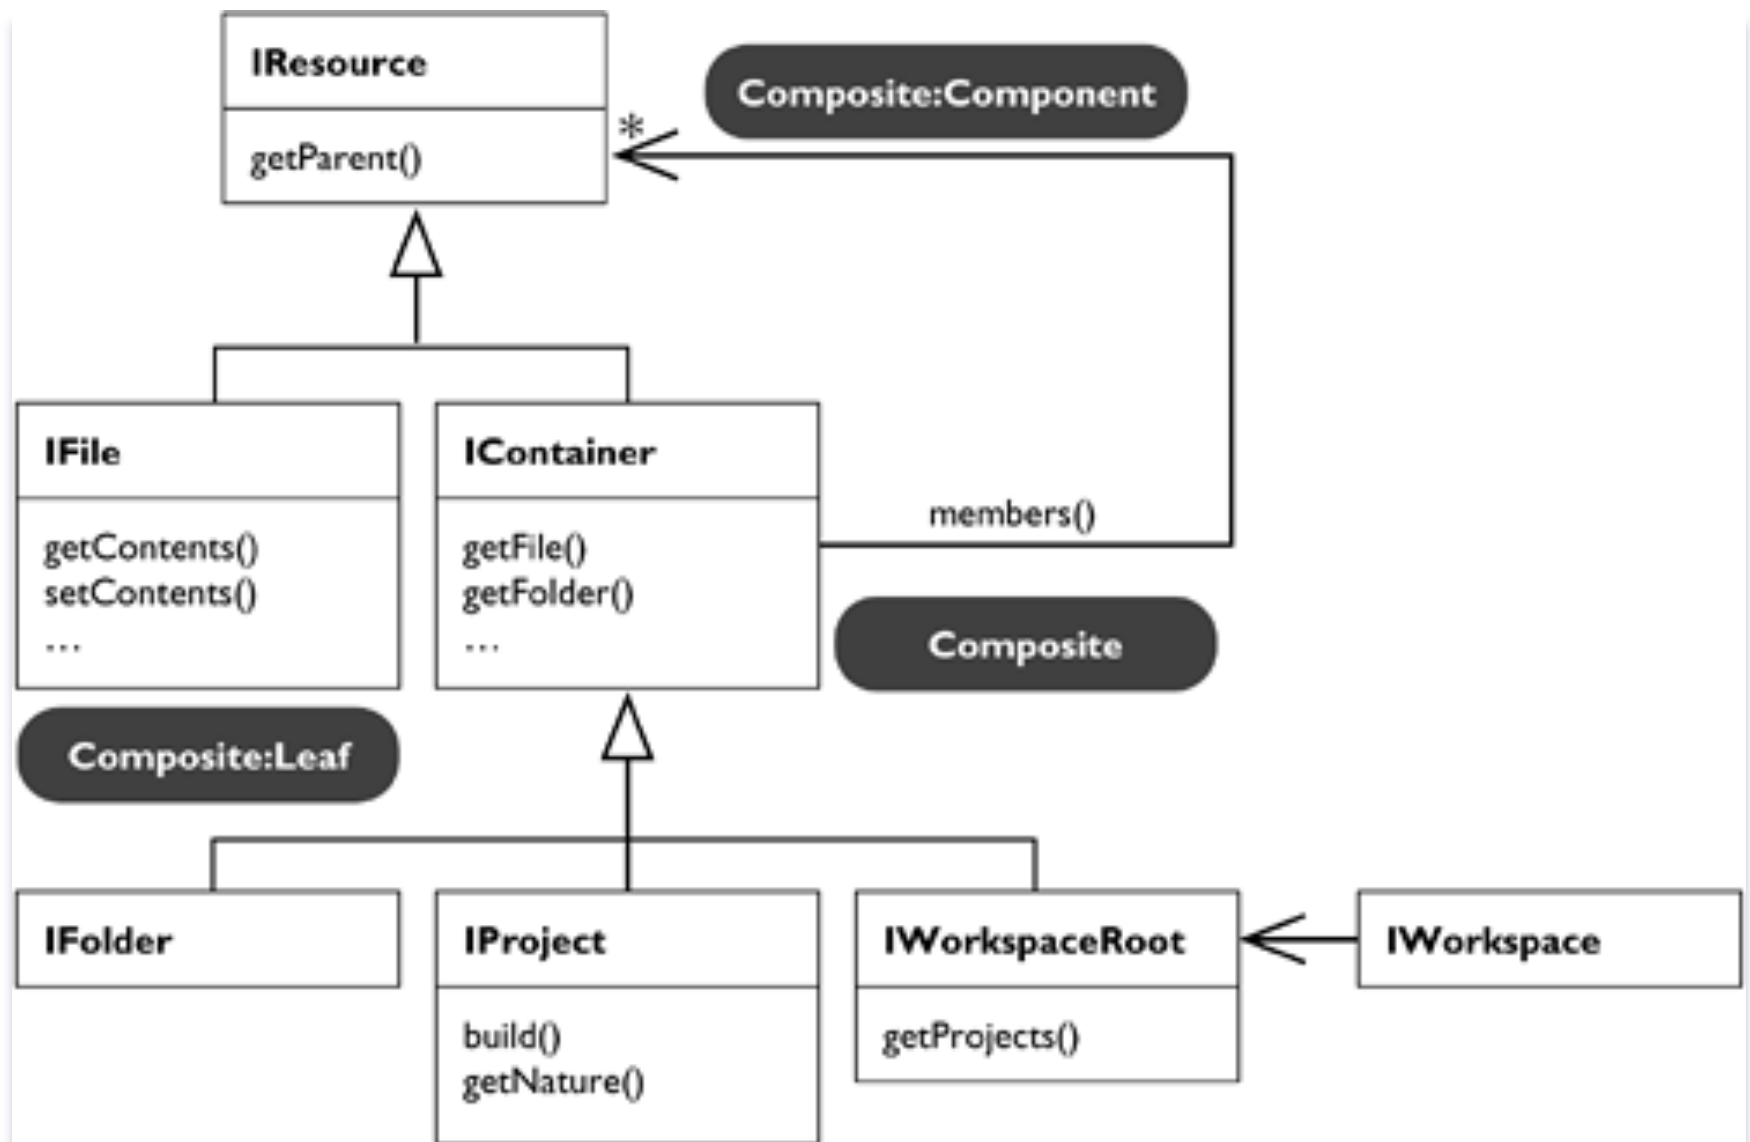 IResource
getParent()
*
Composite:Component
IFile
getContents()
setContents()
...
IContainer
getFile()
getFolder()
...
members()
Composite
Composite:Leaf
IFolder
IProject
build()
getNature()
IWorkspaceRoot
getProjects()
IWorkspace